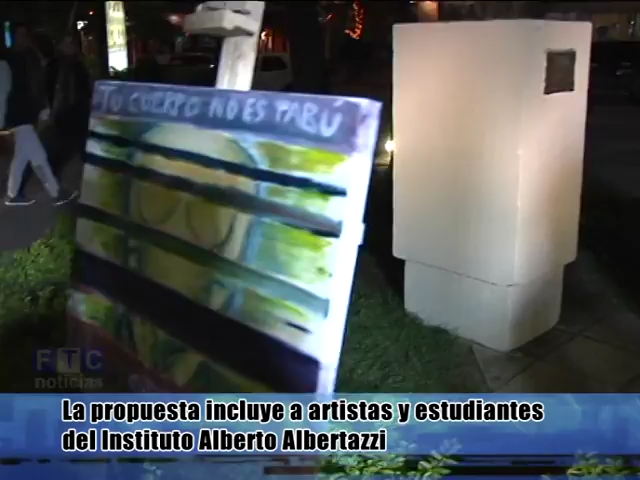 TU CUERPO NO ES TABÚ
FTC
noticias
La propuesta incluye a artistas y estudiantes
del Instituto Alberto Albertazzi